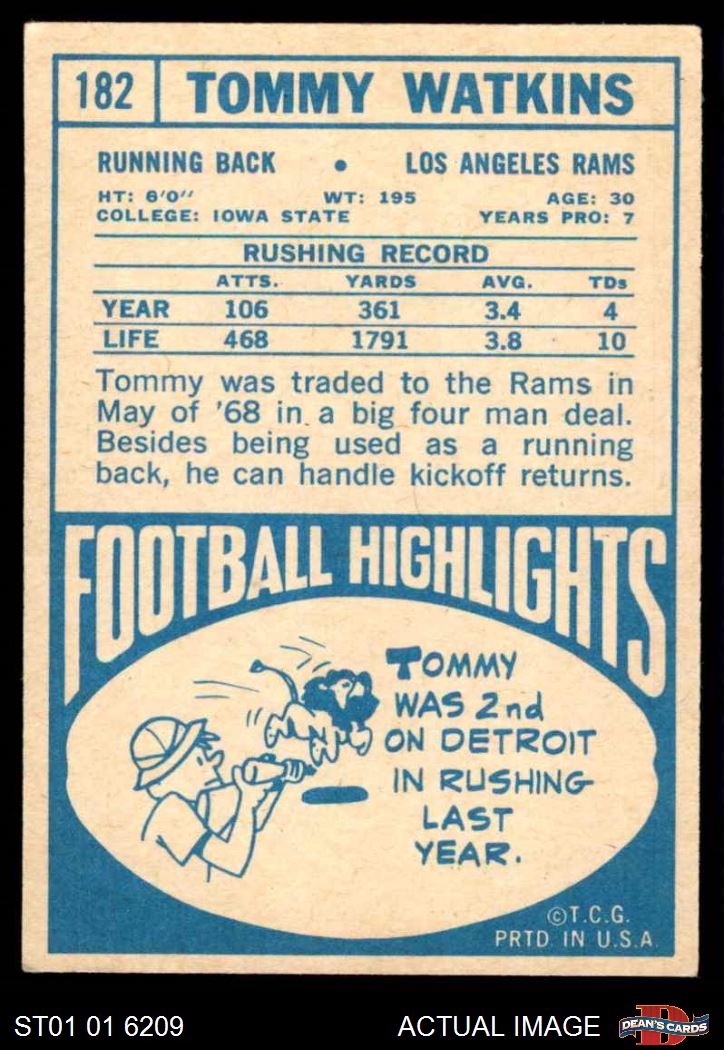 182 TOMMY WATKINS
RUNNING BACK • LOS ANGELES RAMS
HT: 6'0" WT: 195 AGE: 30
COLLEGE: IOWA STATE YEARS PRO: 7
RUSHING RECORD
ATTS. YARDS AVG. TDs
YEAR 106 361 3.4 4
LIFE 468 1791 3.8 10
Tommy was traded to the Rams in
May of '68 in a big four man deal.
Besides being used as a running
back, he can handle kickoff returns.
FOOTBALL HIGHLIGHTS
TOMMY
WAS 2nd
ON DETROIT
IN RUSHING
LAST
YEAR.
©T.C.G.
PRTD. IN U.S.A.
ST01 01 6209 ACTUAL IMAGE D DEAN'S CARDS